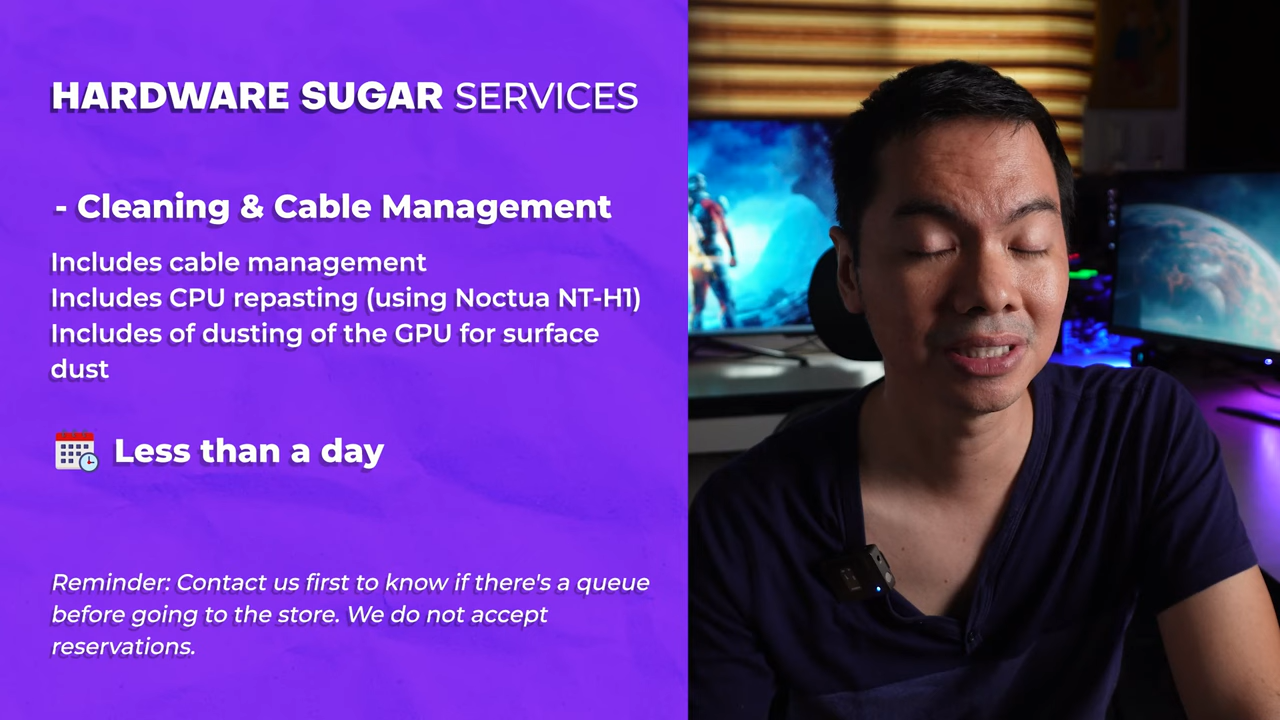 HARDWARE SUGAR SERVICES
- Cleaning & Cable Management
Includes cable management
Includes CPU repasting (using Noctua NT-H1)
Includes of dusting of the GPU for surface
dust
Less than a day
Reminder: Contact us first to know if there's a queue
before going to the store. We do not accept
reservations.